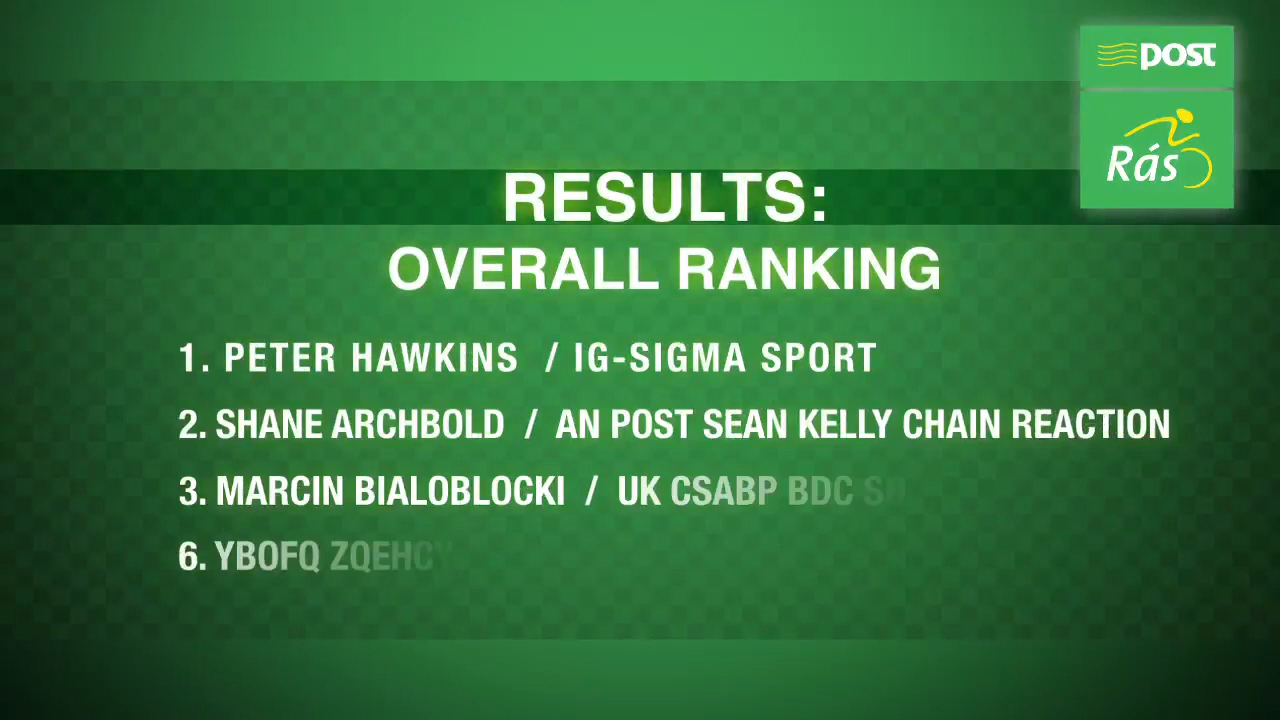 post
Rás
RESULTS:
OVERALL RANKING
1. PETER HAWKINS / IG-SIGMA SPORT
2. SHANE ARCHBOLD / AN POST SEAN KELLY CHAIN REACTION
3. MARCIN BIALOBLOCKI / UK CSABP BDC
6. YBOFQ